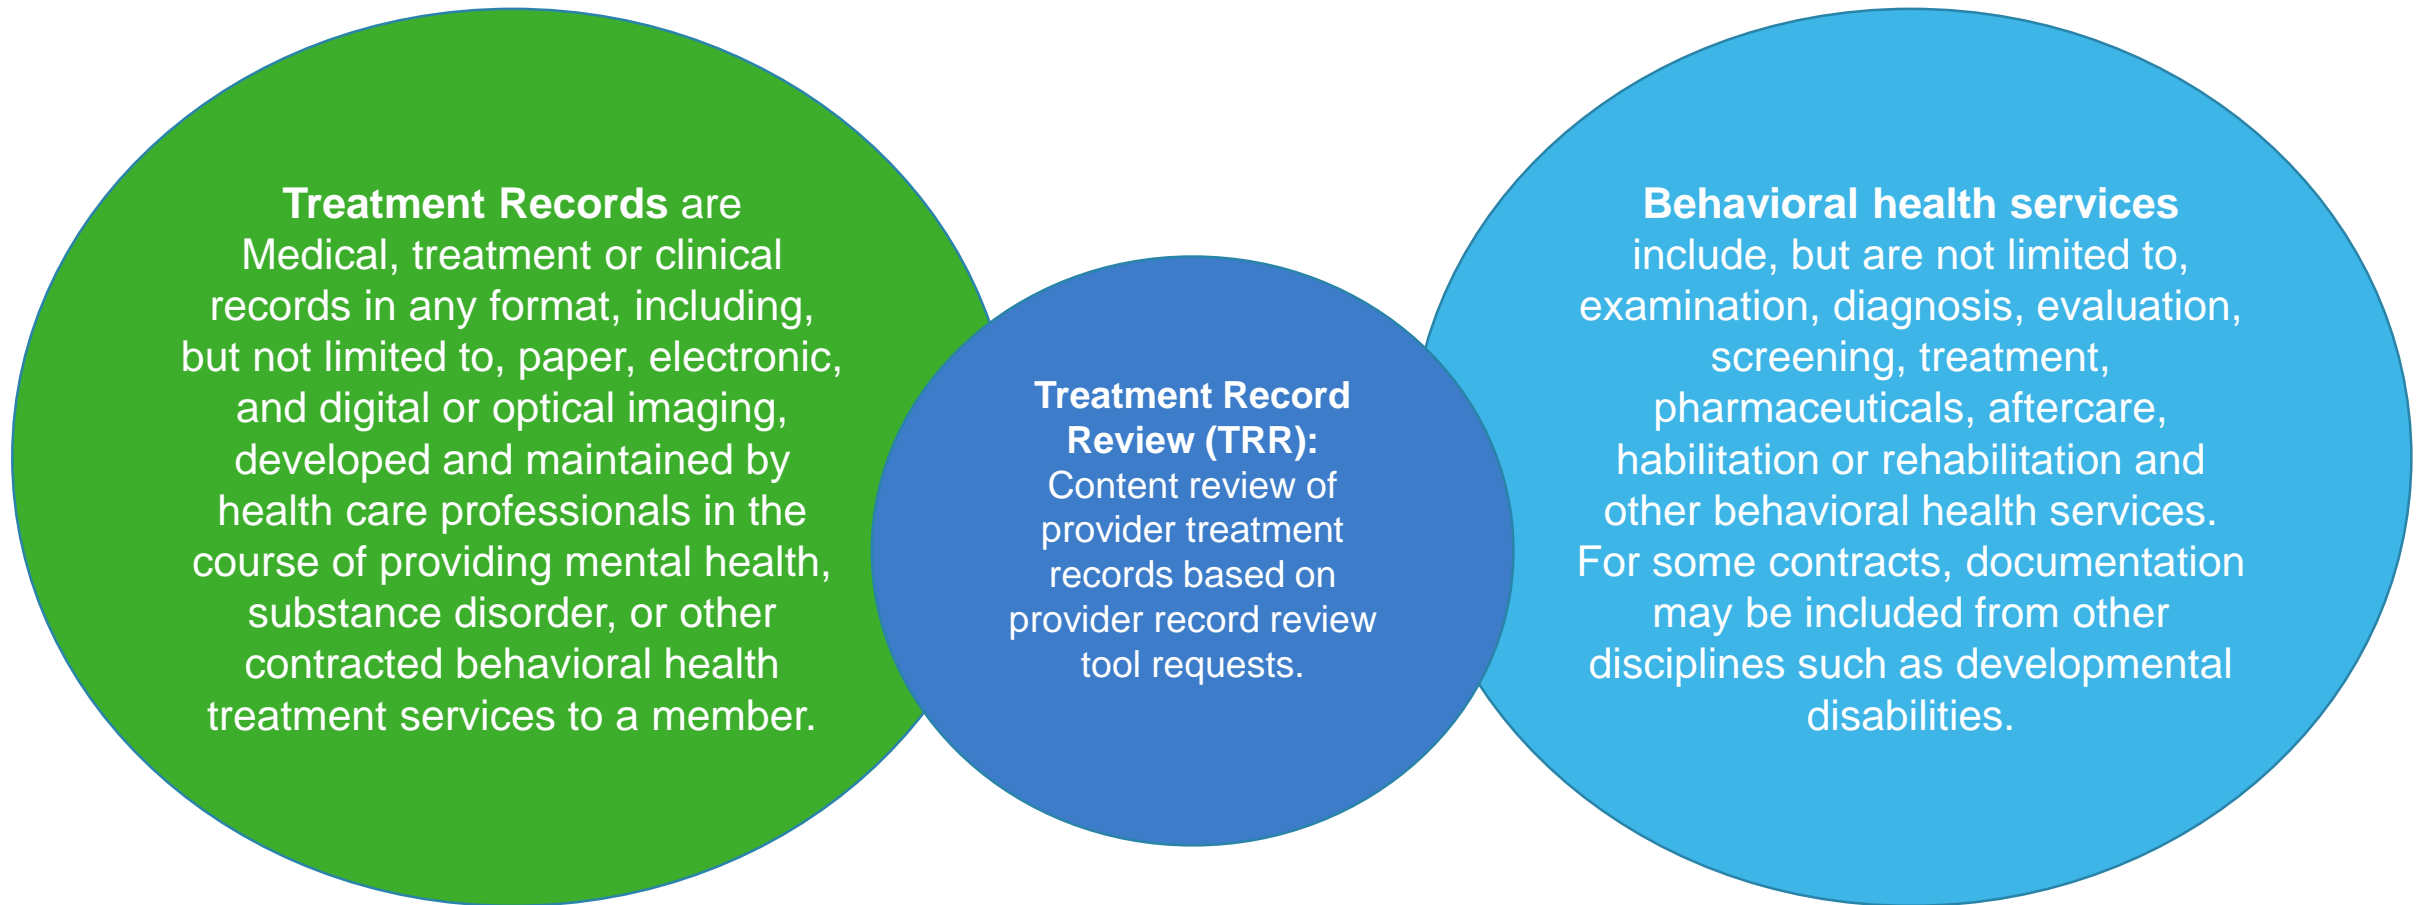 Treatment Records are
Medical, treatment or clinical
records in any format, including,
but not limited to, paper, electronic,
and digital or optical imaging,
developed and maintained by
health care professionals in the
course of providing mental health,
substance disorder, or other
contracted behavioral health
treatment services to a member.
Treatment Record
Review (TRR):
Content review of
provider treatment
records based on
provider record review
tool requests.
Behavioral health services
include, but are not limited to,
examination, diagnosis, evaluation,
screening, treatment,
pharmaceuticals, aftercare,
habilitation or rehabilitation and
other behavioral health services.
For some contracts, documentation
may be included from other
disciplines such as developmental
disabilities.